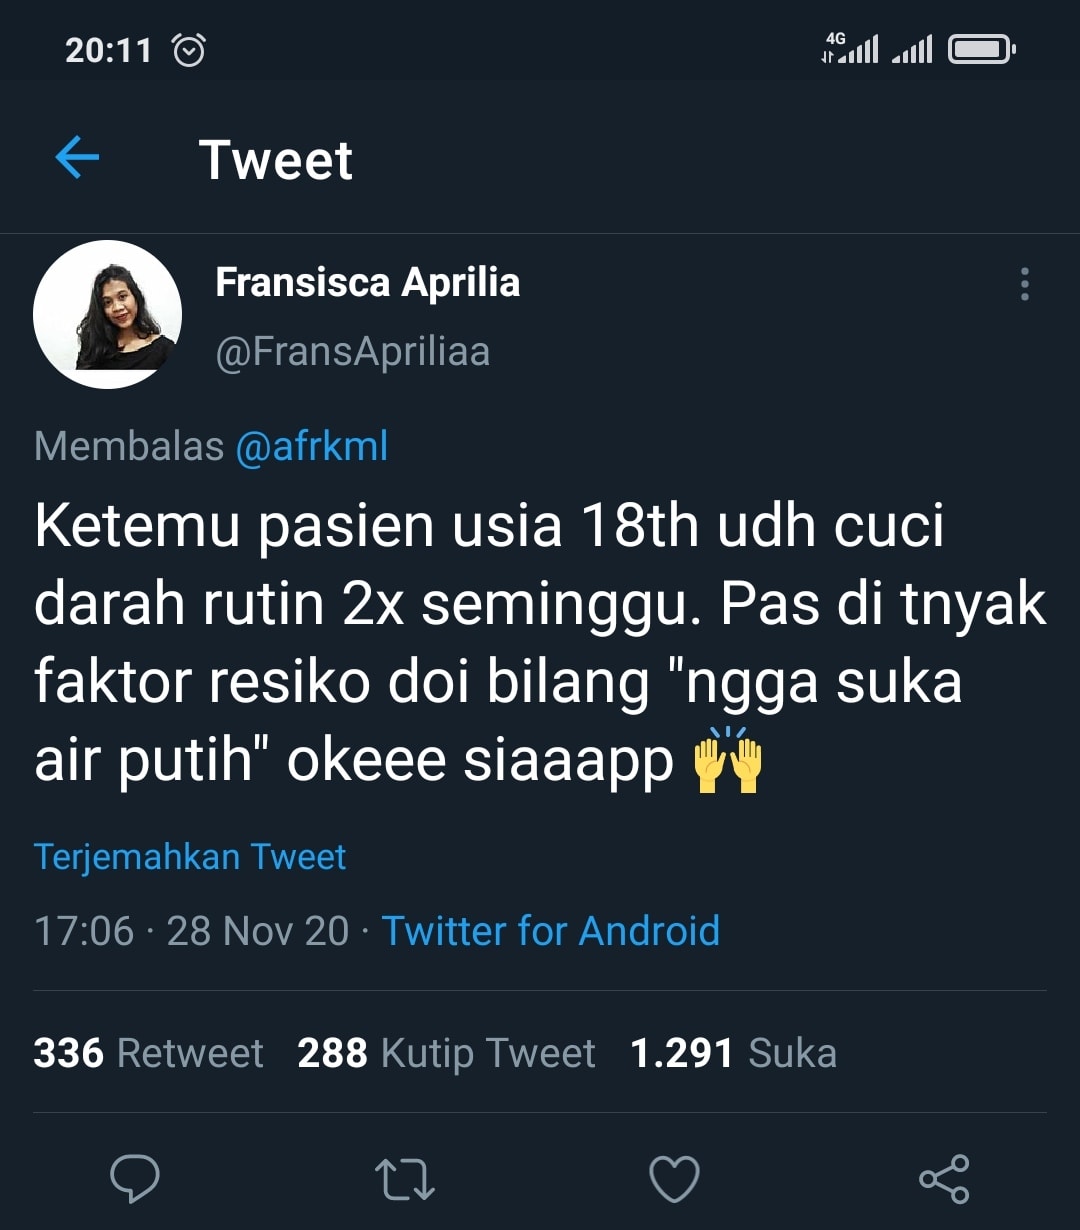 20:11
4G
Tweet
Fransisca Aprilia
@FransApriliaa
Membalas @afrkml
Ketemu pasien usia 18th udh cuci
darah rutin 2x seminggu. Pas di tnyak
faktor resiko doi bilang "ngga suka
air putih" okeee siaaapp 🙌
Terjemahkan Tweet
17:06 · 28 Nov 20 · Twitter for Android
336 Retweet 288 Kutip Tweet 1.291 Suka